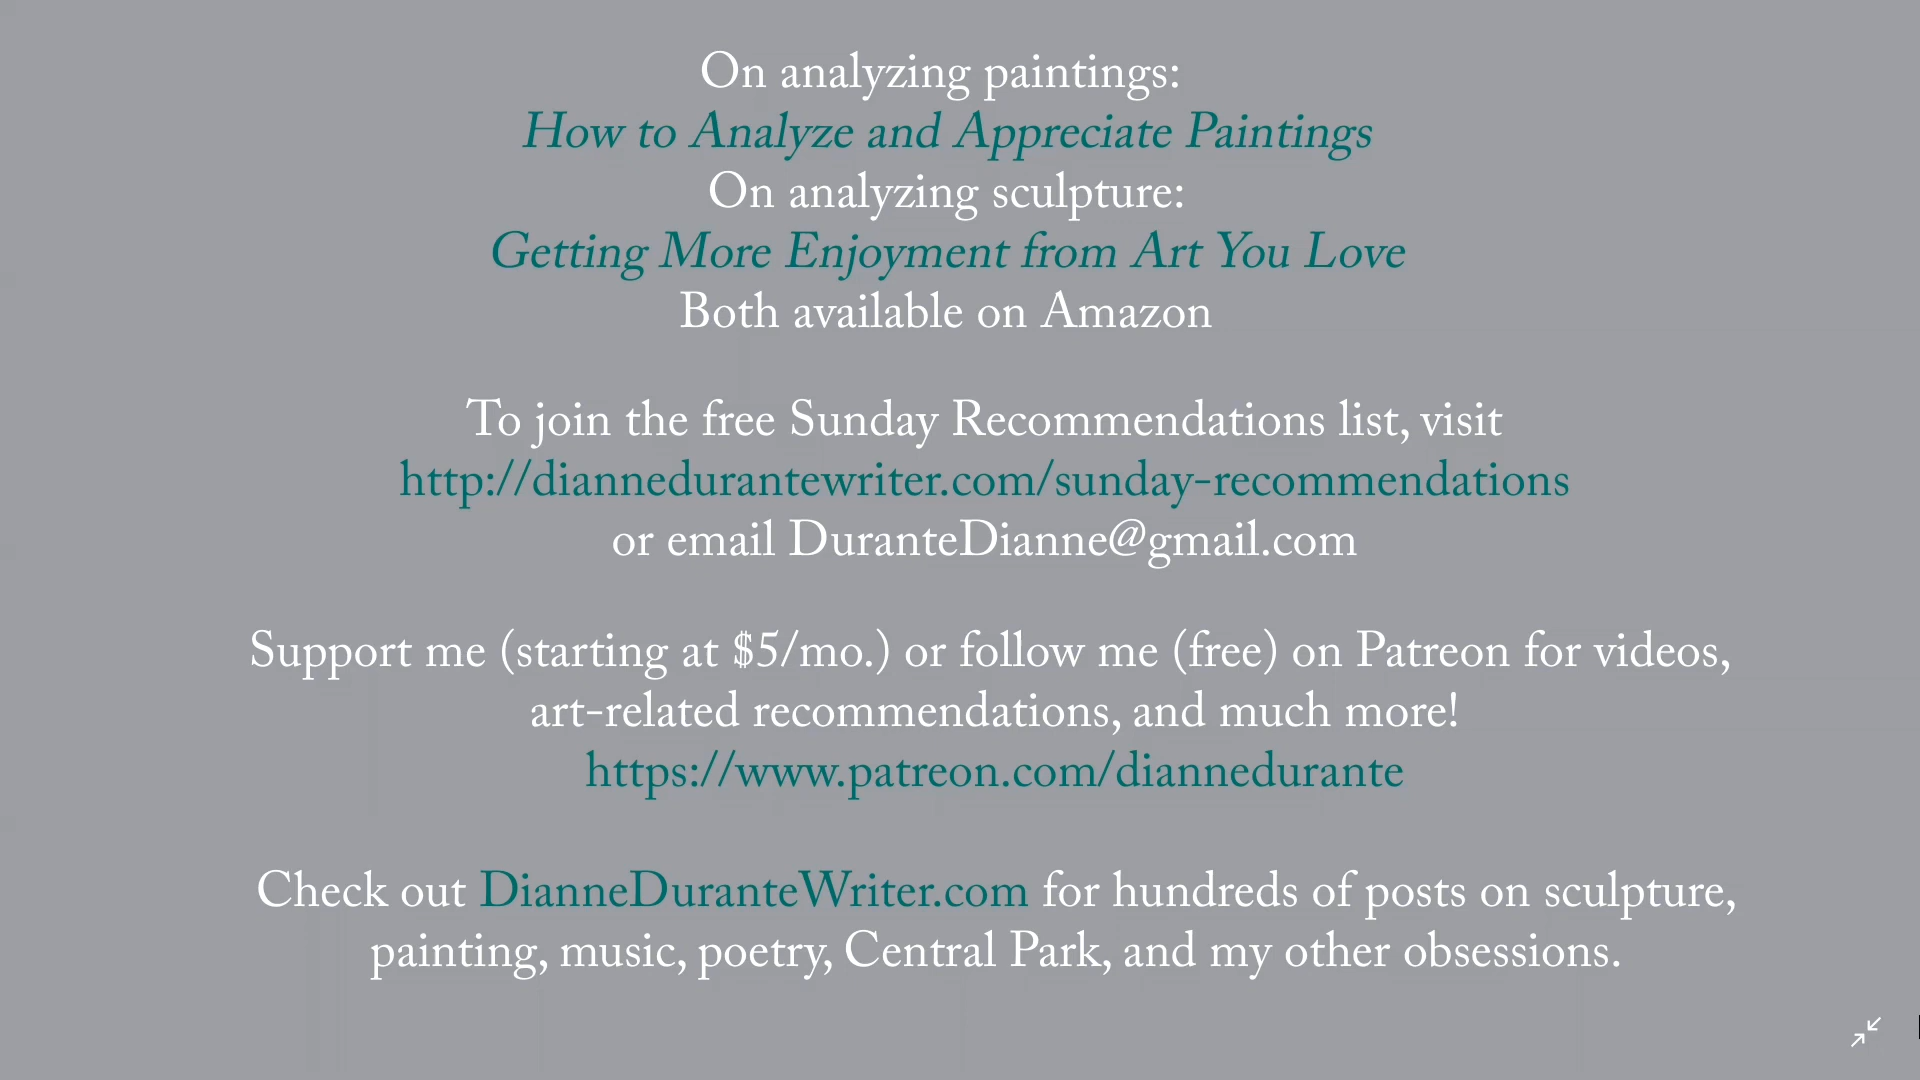 On analyzing paintings:
How to Analyze and Appreciate Paintings
On analyzing sculpture:
Getting More Enjoyment from Art You Love
Both available on Amazon
To join the free Sunday Recommendations list, visit
http://diannedurantewriter.com/sunday-recommendations
or email DuranteDianne@gmail.com
Support me (starting at $5/mo.) or follow me (free) on Patreon for videos,
art-related recommendations, and much more!
https://www.patreon.com/diannedurante
Check out DianneDuranteWriter.com for hundreds of posts on sculpture,
painting, music, poetry, Central Park, and my other obsessions.